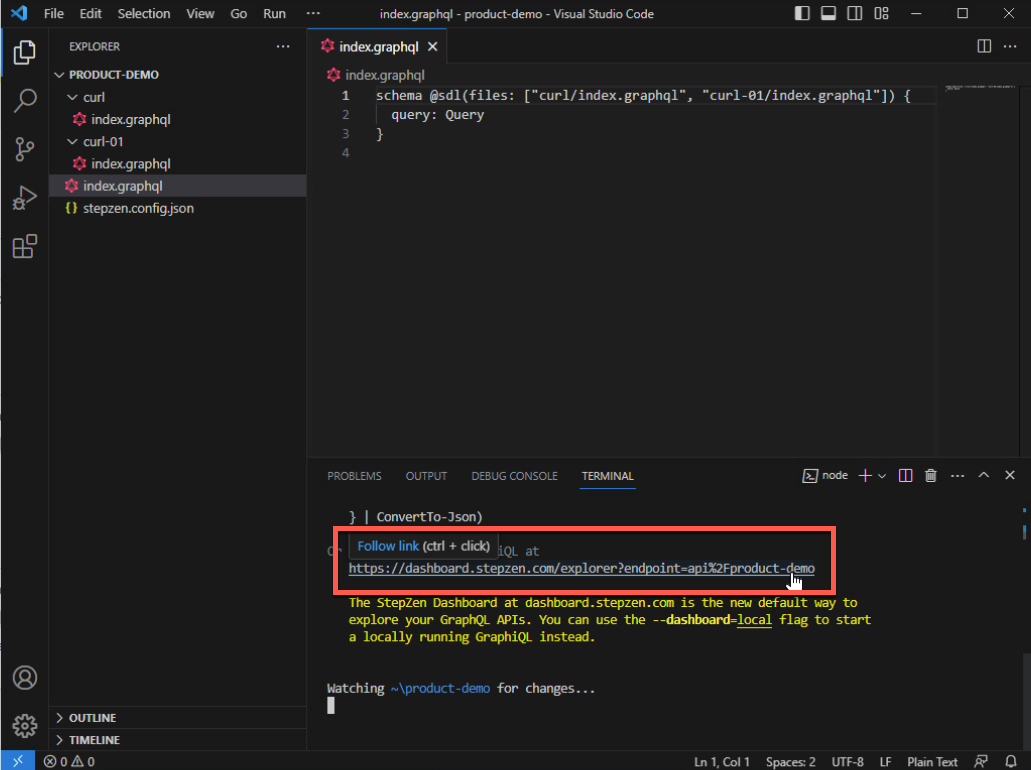 File Edit Selection View Go Run ··· index.graphql - product-demo - Visual Studio Code
EXPLORER ···
PRODUCT-DEMO
curl
index.graphql
curl-01
index.graphql
index.graphql
{} stepzen.config.json
OUTLINE
TIMELINE
index.graphql
index.graphql
1 schema @sdl(files: ["curl/index.graphql", "curl-01/index.graphql"]) {
2 query: Query
3 }
4
PROBLEMS OUTPUT DEBUG CONSOLE TERMINAL node
} | ConvertTo-Json)
Follow link (ctrl + click) iQL at
https://dashboard.stepzen.com/explorer?endpoint=api%2Fproduct-demo
The StepZen Dashboard at dashboard.stepzen.com is the new default way to
explore your GraphQL APIs. You can use the --dashboard=local flag to start
a locally running GraphiQL instead.
Watching ~\product-demo for changes...
0 0 Ln 1, Col 1 Spaces: 2 UTF-8 LF Plain Text